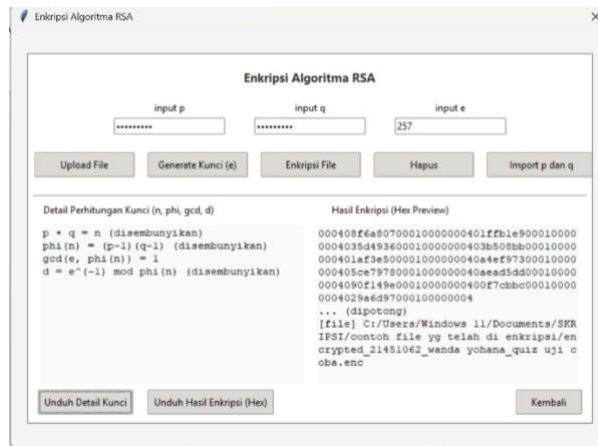 Enkripsi Algoritma RSA
Enkripsi Algoritma RSA
input p input q input e
••••••••• ••••••••• 257
Upload File Generate Kunci (e) Enkripsi File Hapus Import p dan q
Detail Perhitungan Kunci (n, phi, gcd, d)
p * q = n (disembunyikan)
phi(n) = (p-1)(q-1) (disembunyikan)
gcd(e, phi(n)) = 1
d = e^(-1) mod phi(n) (disembunyikan)
Hasil Enkripsi (Hex Preview)
000408f6a80700010000000401ffb1e900010000
0004035d493600010000000403b508bb00010000
000401af3e50000100000040a4ef97300010000
000405ce797800010000000040aead5dd00010000
0004090f149e00010000000400f7cbbc00010000
0004029a6d97000100000004
... (dipotong)
[file] C:/Users/Windows 11/Documents/SKR
IPSI/contoh file yg telah di enkripsi/en
crypted_21451062_wanda yohana_quiz uji c
oba.enc
Unduh Detail Kunci Unduh Hasil Enkripsi (Hex) Kembali